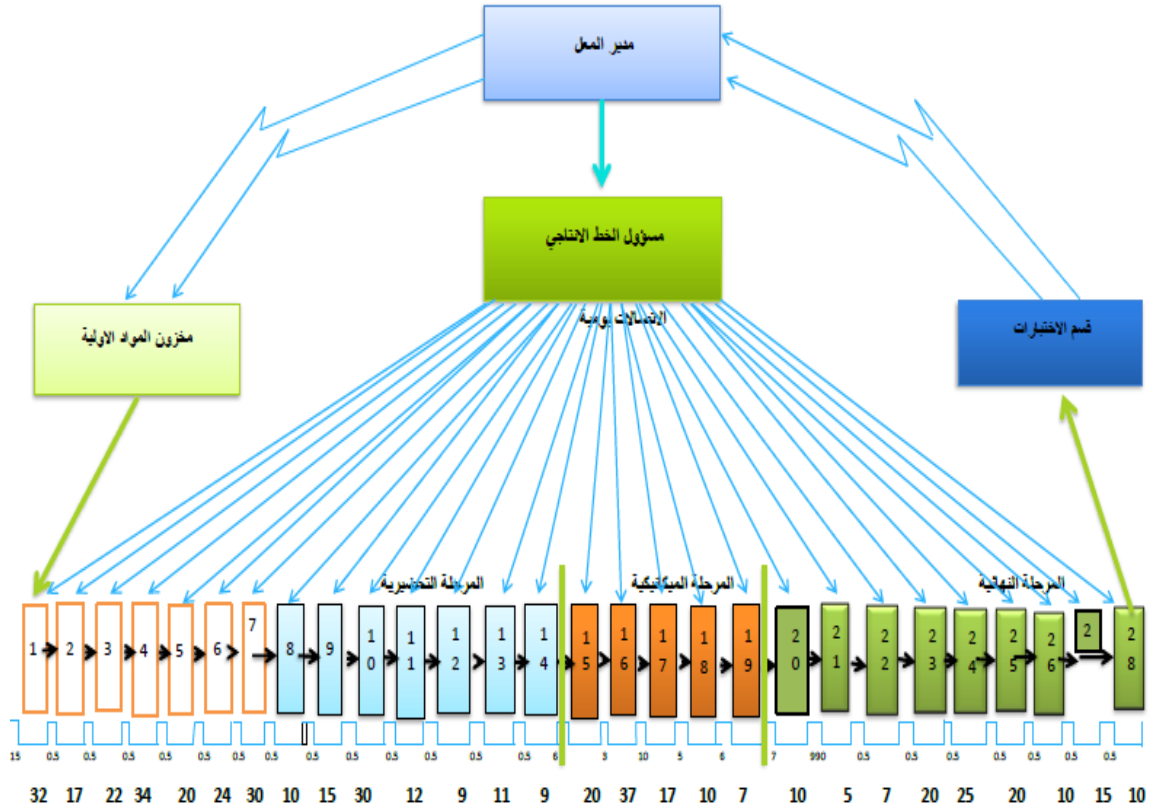 مدير المعل
مسؤول الخط الانتاجي
الاتصالات يومية
مخزون المواد الاولية
قسم الاختبارات
المرحلة التحضيرية
المرحلة الميكانيكية
المرحلة النهائية
1 2 3 4 5 6 7 8 9 10 11 12 13 14 15 16 17 18 19 20 21 22 23 24 25 26 2 28
15 0.5 0.5 0.5 0.5 0.5 0.5 0.5 0.5 0.5 0.5 0.5 0.5 0.5 6 3 10 5 6 7 990 0.5 0.5 0.5 0.5 0.5 0.5 0.5
32 17 22 34 20 24 30 10 15 30 12 9 11 9 20 37 17 10 7 10 5 7 20 25 20 10 15 10